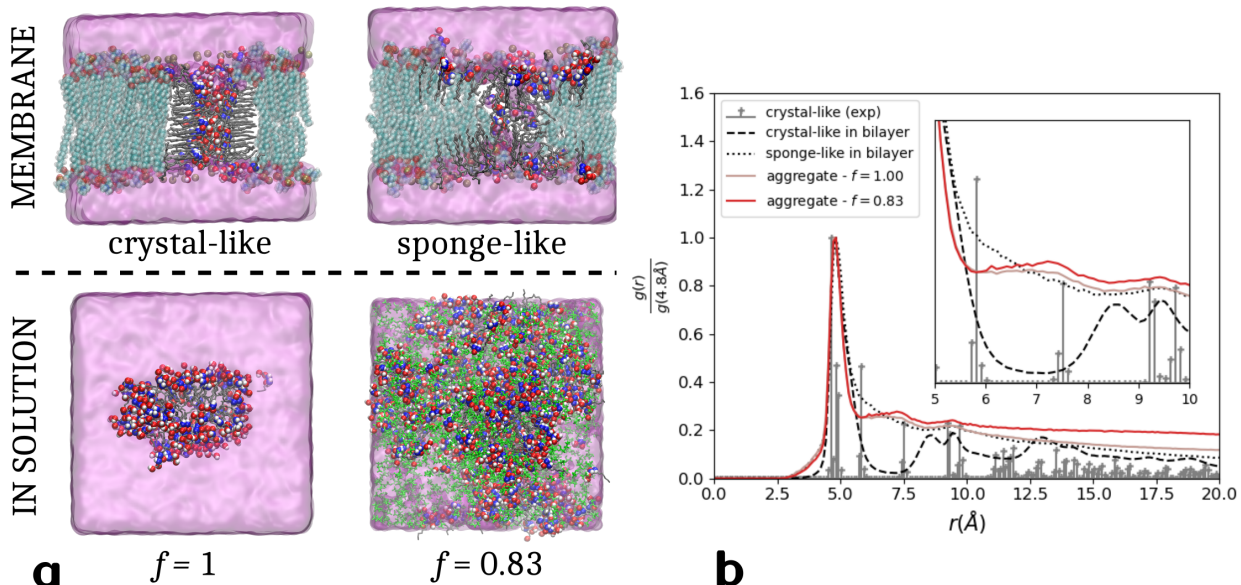 MEMBRANE
crystal-like
sponge-like
IN SOLUTION
f = 1
f = 0.83
a
1.6
1.4
1.2
1.0
0.8
0.6
0.4
0.2
0.0
g(r)
g(4.8Å)
crystal-like (exp)
crystal-like in bilayer
sponge-like in bilayer
aggregate - f = 1.00
aggregate - f = 0.83
5 6 7 8 9 10
0.0 2.5 5.0 7.5 10.0 12.5 15.0 17.5 20.0
r(Å)
b